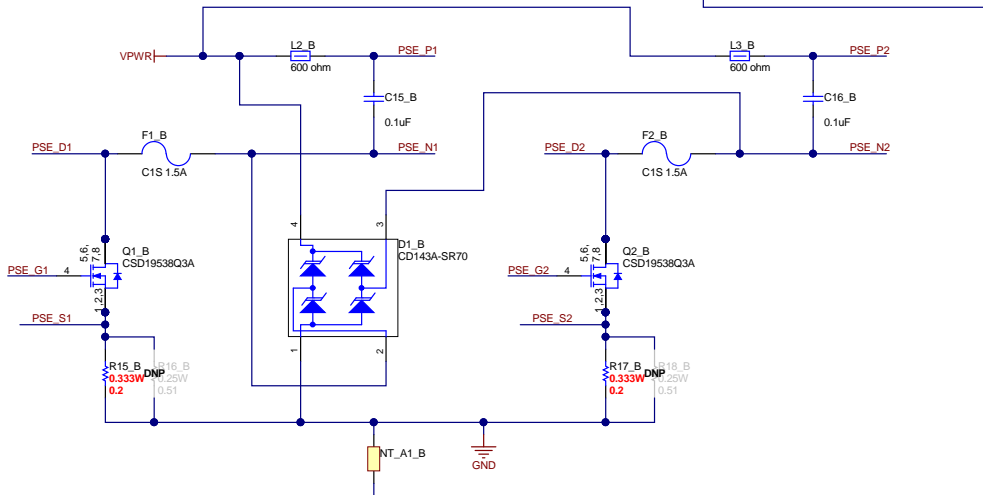 VPWR
L2_B
600 ohm
PSE_P1
L3_B
600 ohm
PSE_P2
C15_B
0.1uF
C16_B
0.1uF
PSE_D1
F1_B
C1S 1.5A
PSE_N1
PSE_D2
F2_B
C1S 1.5A
PSE_N2
4
3
D1_B
CD143A-SR70
1
2
5,6,
7,8
Q1_B
CSD19538Q3A
PSE_G1
4
1,2,3
PSE_S1
5,6,
7,8
Q2_B
CSD19538Q3A
PSE_G2
4
1,2,3
PSE_S2
R15_B
0.333W
0.2
DNP
R16_B
0.25W
0.51
R17_B
0.333W
0.2
DNP
R18_B
0.25W
0.51
NT_A1_B
GND